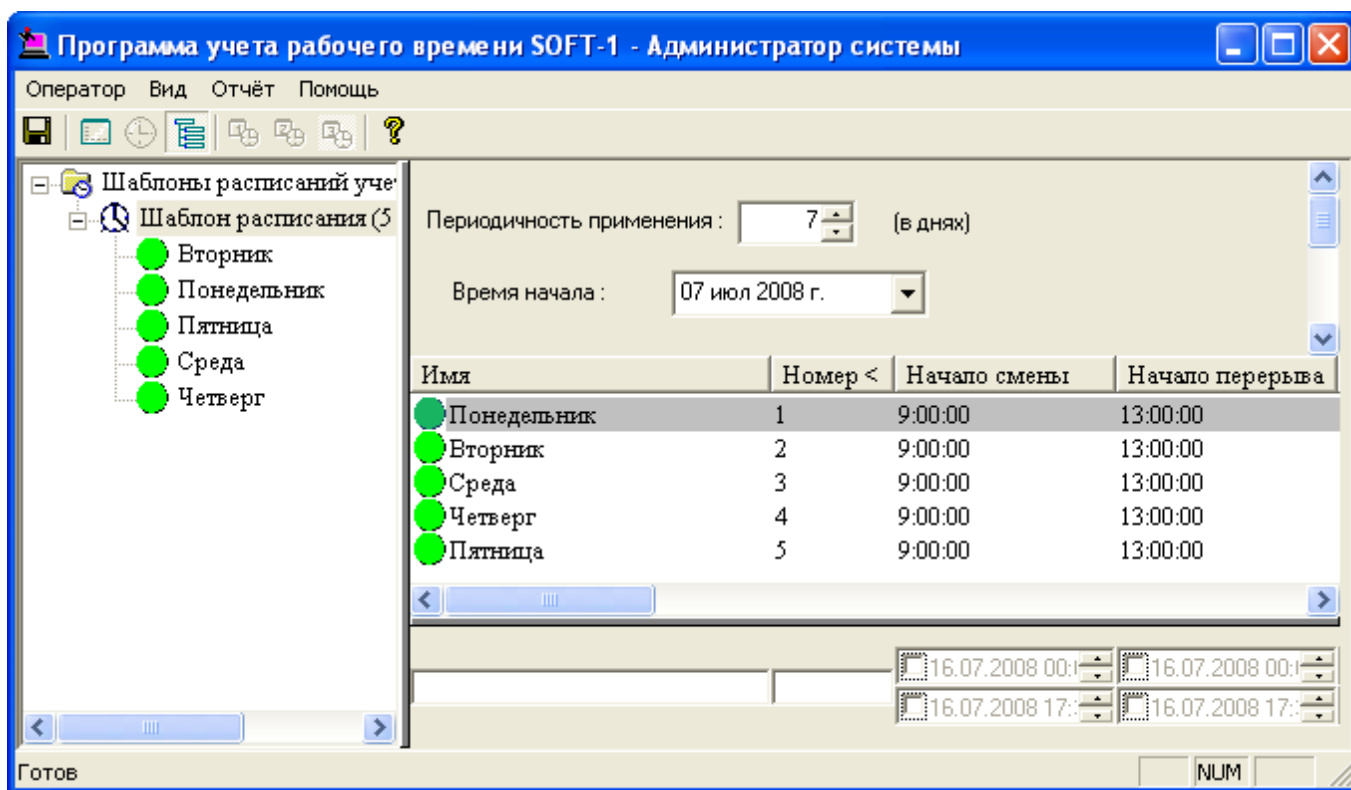 Программа учета рабочего времени SOFT-1 - Администратор системы
Оператор Вид Отчёт Помощь
Шаблоны расписаний уче
Шаблон расписания (5
Вторник
Понедельник
Пятница
Среда
Четверг
Периодичность применения : 7 (в днях)
Время начала : 07 июл 2008 г.
Имя Номер < Начало смены Начало перерыва
Понедельник 1 9:00:00 13:00:00
Вторник 2 9:00:00 13:00:00
Среда 3 9:00:00 13:00:00
Четверг 4 9:00:00 13:00:00
Пятница 5 9:00:00 13:00:00
16.07.2008 00: 16.07.2008 00:
16.07.2008 17: 16.07.2008 17:
Готов NUM